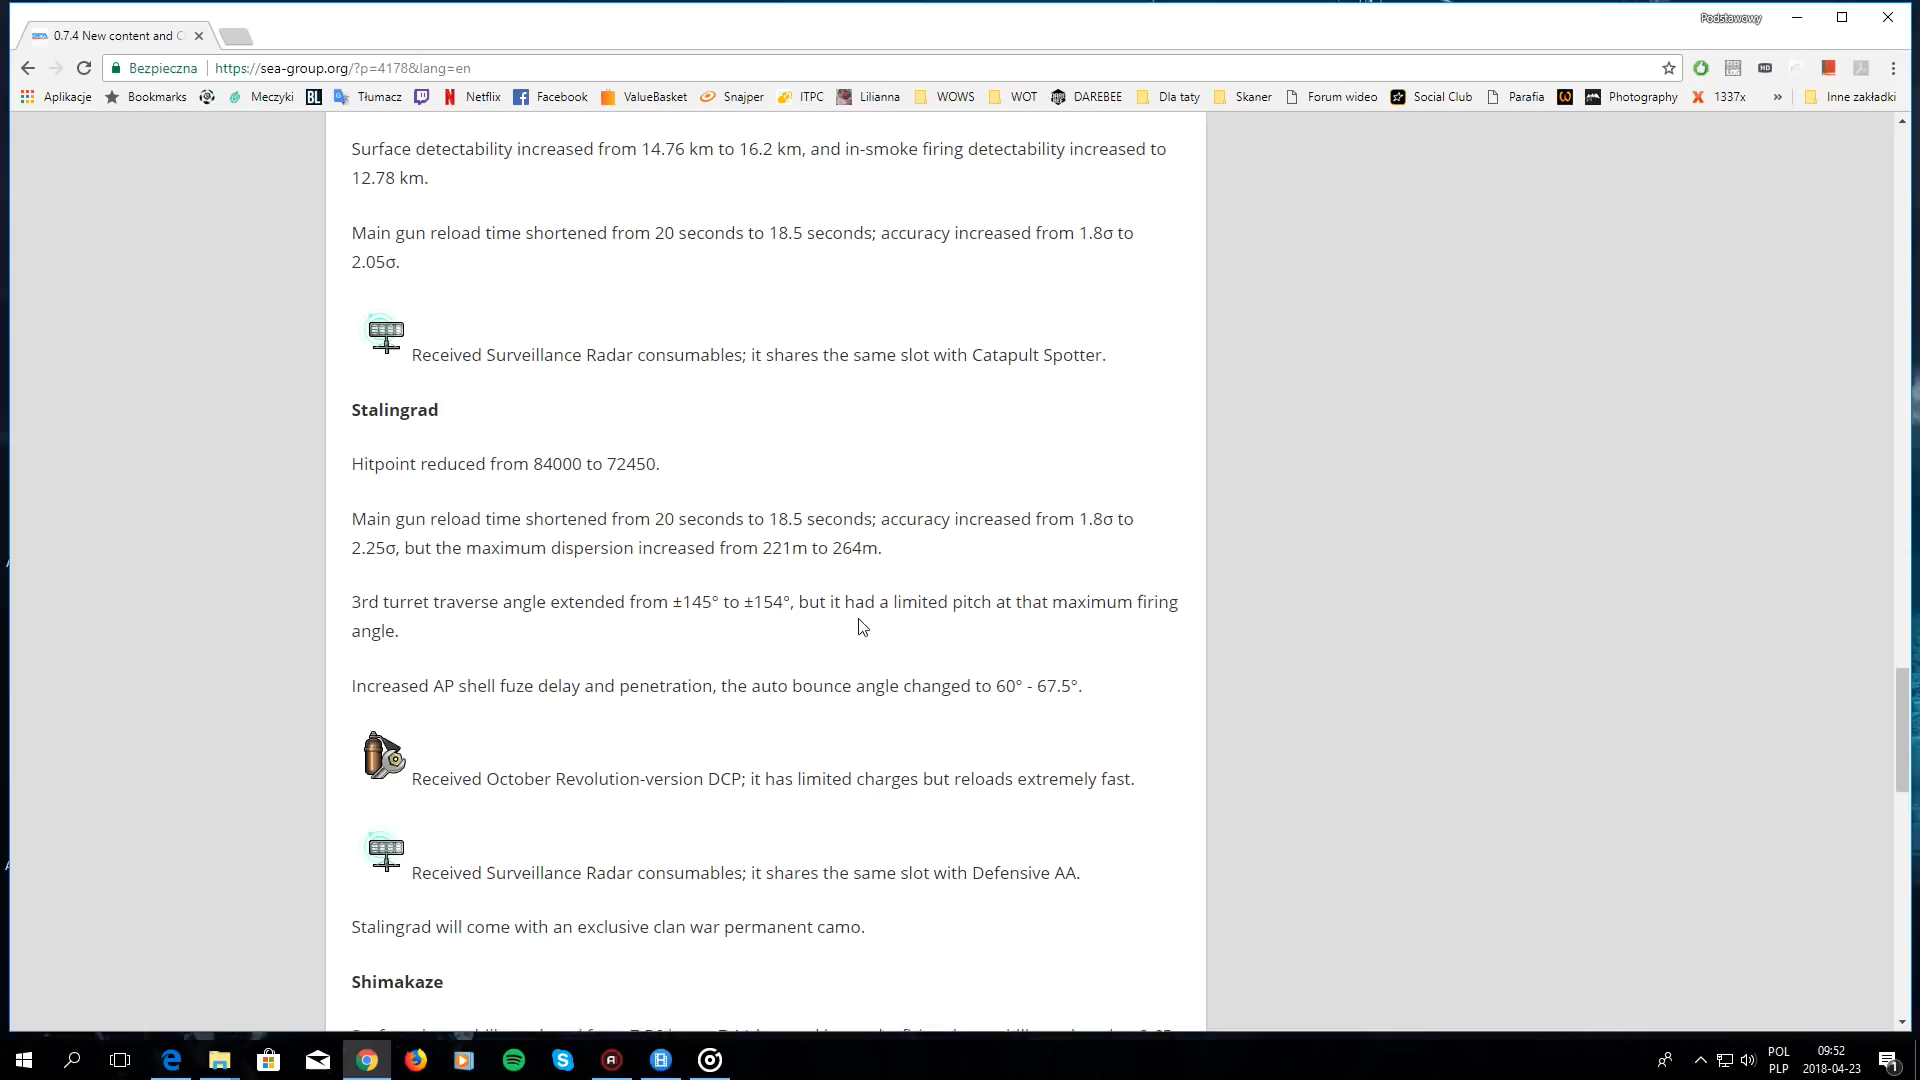 Podstawowy
0.7.4 New content and C
Bezpieczna https://sea-group.org/?p=4178&lang=en
Aplikacje Bookmarks Meczyki BL Tłumacz Netflix Facebook ValueBasket Snajper ITPC Lilianna WOWS WOT DAREBEE Dla taty Skaner Forum wideo Social Club Parafia Photography 1337x » Inne zakładki
Surface detectability increased from 14.76 km to 16.2 km, and in-smoke firing detectability increased to
12.78 km.
Main gun reload time shortened from 20 seconds to 18.5 seconds; accuracy increased from 1.8σ to
2.05σ.
Received Surveillance Radar consumables; it shares the same slot with Catapult Spotter.
Stalingrad
Hitpoint reduced from 84000 to 72450.
Main gun reload time shortened from 20 seconds to 18.5 seconds; accuracy increased from 1.8σ to
2.25σ, but the maximum dispersion increased from 221m to 264m.
3rd turret traverse angle extended from ±145° to ±154°, but it had a limited pitch at that maximum firing
angle.
Increased AP shell fuze delay and penetration, the auto bounce angle changed to 60° - 67.5°.
Received October Revolution-version DCP; it has limited charges but reloads extremely fast.
Received Surveillance Radar consumables; it shares the same slot with Defensive AA.
Stalingrad will come with an exclusive clan war permanent camo.
Shimakaze
POL 09:52
PLP 2018-04-23 1